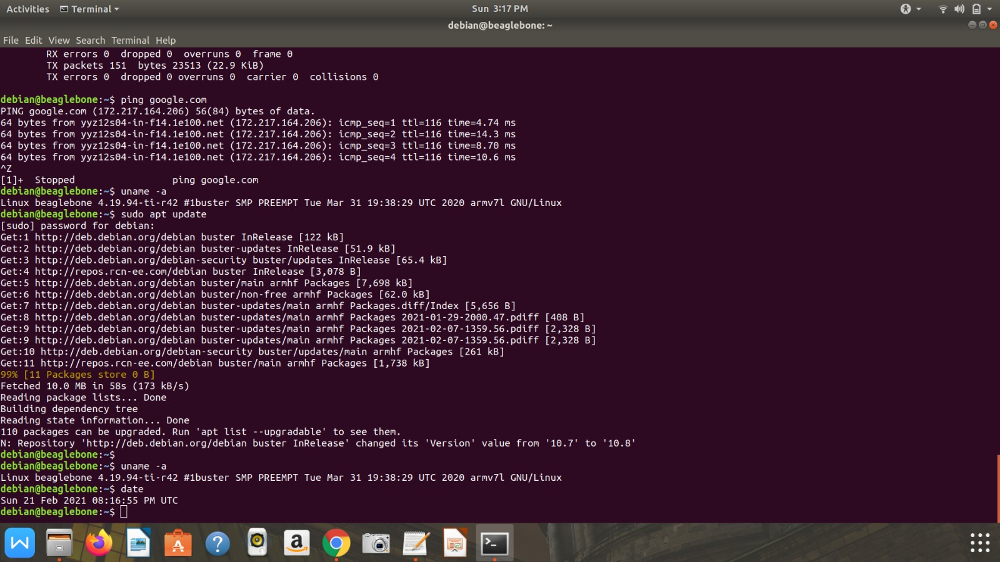 Activities Terminal Sun 3:17 PM
debian@beaglebone: ~
File Edit View Search Terminal Help
RX errors 0  dropped 0  overruns 0  frame 0
TX packets 151  bytes 23513 (22.9 KiB)
TX errors 0  dropped 0 overruns 0  carrier 0  collisions 0
debian@beaglebone:~$ ping google.com
PING google.com (172.217.164.206) 56(84) bytes of data.
64 bytes from yyz12s04-in-f14.1e100.net (172.217.164.206): icmp_seq=1 ttl=116 time=4.74 ms
64 bytes from yyz12s04-in-f14.1e100.net (172.217.164.206): icmp_seq=2 ttl=116 time=14.3 ms
64 bytes from yyz12s04-in-f14.1e100.net (172.217.164.206): icmp_seq=3 ttl=116 time=8.70 ms
64 bytes from yyz12s04-in-f14.1e100.net (172.217.164.206): icmp_seq=4 ttl=116 time=10.6 ms
^Z
[1]+  Stopped                 ping google.com
debian@beaglebone:~$ uname -a
Linux beaglebone 4.19.94-ti-r42 #1buster SMP PREEMPT Tue Mar 31 19:38:29 UTC 2020 armv7l GNU/Linux
debian@beaglebone:~$ sudo apt update
[sudo] password for debian:
Get:1 http://deb.debian.org/debian buster InRelease [122 kB]
Get:2 http://deb.debian.org/debian buster-updates InRelease [51.9 kB]
Get:3 http://deb.debian.org/debian-security buster/updates InRelease [65.4 kB]
Get:4 http://repos.rcn-ee.com/debian buster InRelease [3,078 B]
Get:5 http://deb.debian.org/debian buster/main armhf Packages [7,698 kB]
Get:6 http://deb.debian.org/debian buster/non-free armhf Packages [62.0 kB]
Get:7 http://deb.debian.org/debian buster-updates/main armhf Packages.diff/Index [5,656 B]
Get:8 http://deb.debian.org/debian buster-updates/main armhf Packages 2021-01-29-2000.47.pdiff [408 B]
Get:9 http://deb.debian.org/debian buster-updates/main armhf Packages 2021-02-07-1359.56.pdiff [2,328 B]
Get:9 http://deb.debian.org/debian buster-updates/main armhf Packages 2021-02-07-1359.56.pdiff [2,328 B]
Get:10 http://deb.debian.org/debian-security buster/updates/main armhf Packages [261 kB]
Get:11 http://repos.rcn-ee.com/debian buster/main armhf Packages [1,738 kB]
99% [11 Packages store 0 B]
Fetched 10.0 MB in 58s (173 kB/s)
Reading package lists... Done
Building dependency tree
Reading state information... Done
110 packages can be upgraded. Run 'apt list --upgradable' to see them.
N: Repository 'http://deb.debian.org/debian buster InRelease' changed its 'Version' value from '10.7' to '10.8'
debian@beaglebone:~$
debian@beaglebone:~$ uname -a
Linux beaglebone 4.19.94-ti-r42 #1buster SMP PREEMPT Tue Mar 31 19:38:29 UTC 2020 armv7l GNU/Linux
debian@beaglebone:~$ date
Sun 21 Feb 2021 08:16:55 PM UTC
debian@beaglebone:~$